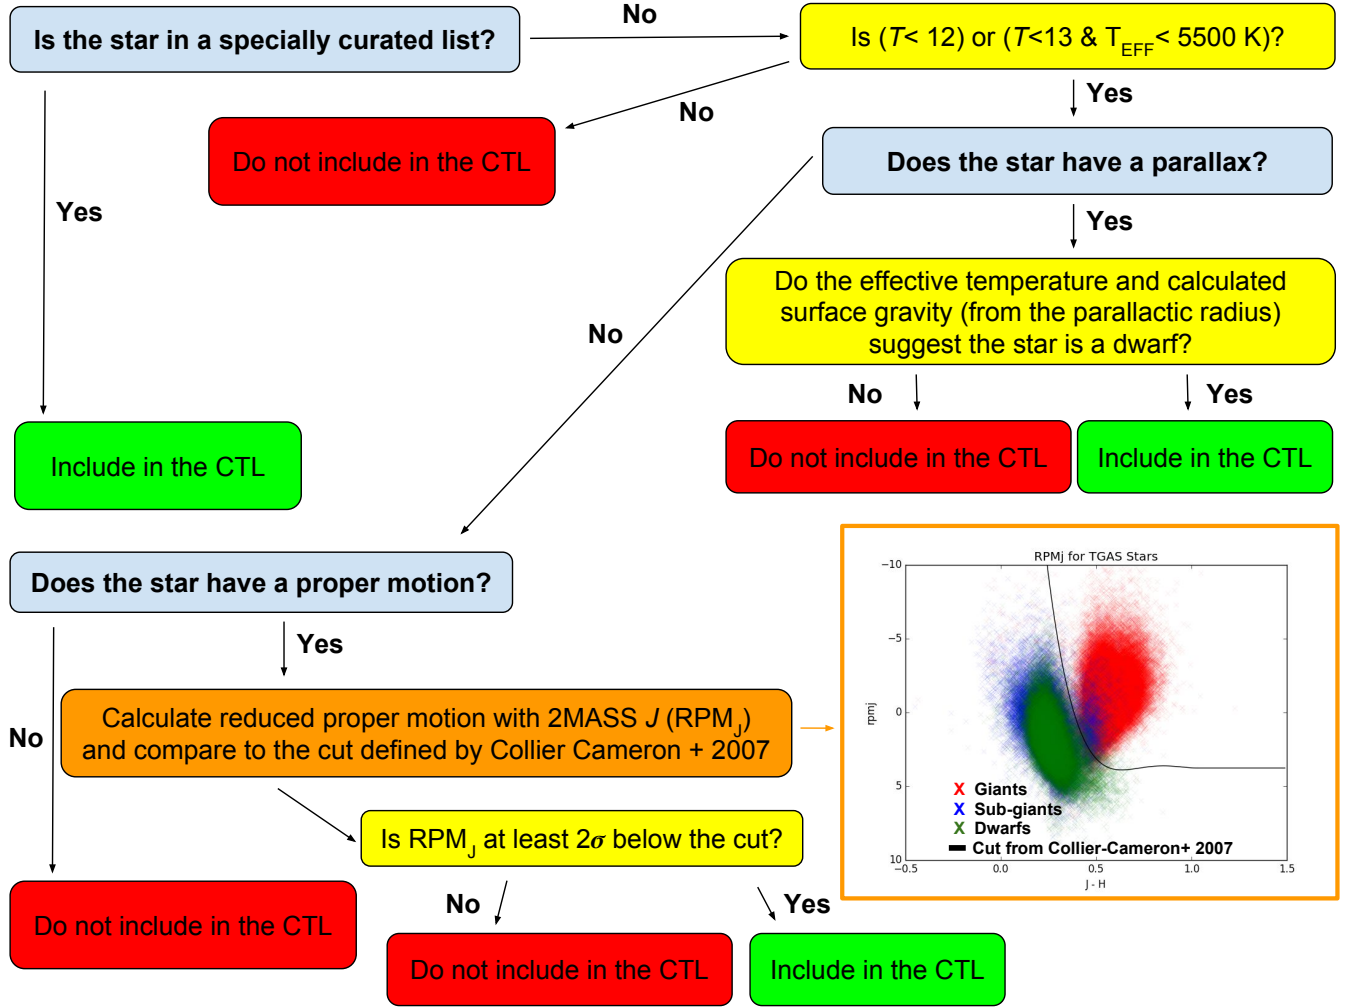 Is the star in a specially curated list?
No
Is (T< 12) or (T<13 & T_EFF< 5500 K)?
Yes
No
Do not include in the CTL
Does the star have a parallax?
Yes
Yes
Do the effective temperature and calculated
surface gravity (from the parallactic radius)
suggest the star is a dwarf?
No
No
Yes
Do not include in the CTL
Include in the CTL
Include in the CTL
Does the star have a proper motion?
Yes
No
Calculate reduced proper motion with 2MASS J (RPM_J)
and compare to the cut defined by Collier Cameron + 2007
Is RPM_J at least 2σ below the cut?
No
Yes
Do not include in the CTL
Do not include in the CTL
Include in the CTL
RPMj for TGAS Stars
−10
−5
0
5
10
rpmj
X Giants
X Sub-giants
X Dwarfs
Cut from Collier-Cameron+ 2007
−0.5 0.0 0.5 1.0 1.5
J - H